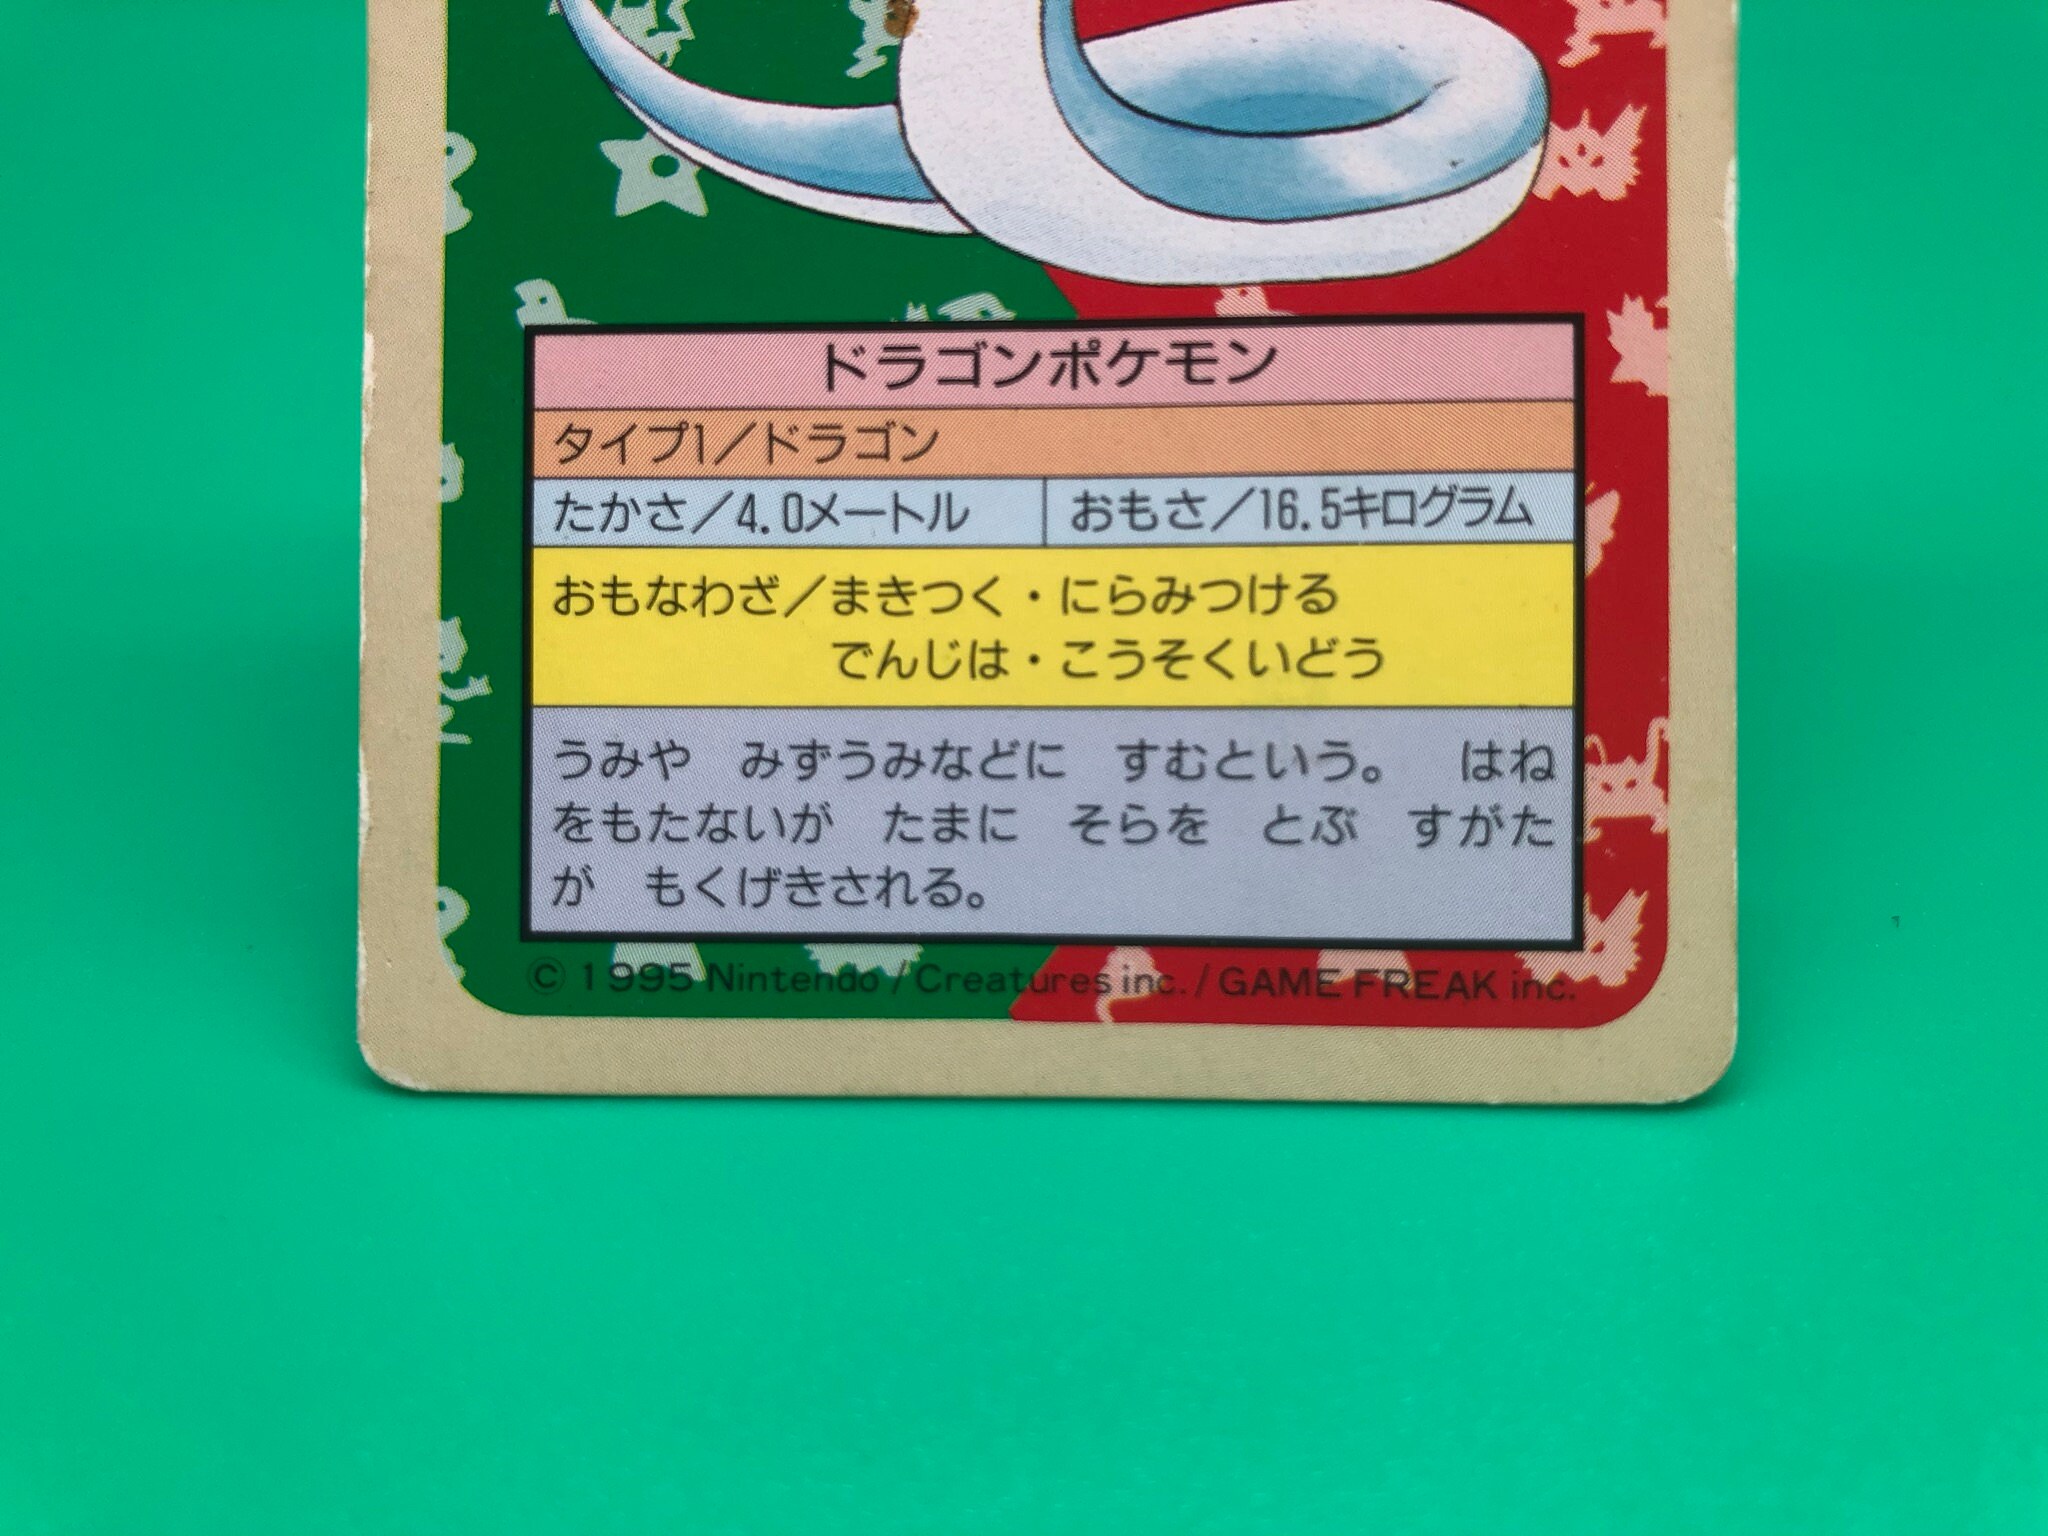 ドラゴンポケモン
タイプ1／ドラゴン
たかさ／4.0メートル　おもさ／16.5キログラム
おもなわざ／まきつく・にらみつける
でんじは・こうそくいどう
うみや　みずうみなどに　すむという。　はね
をもたないが　たまに　そらを　とぶ　すがた
が　もくげきされる。
© 1995 Nintendo / Creatures inc. / GAME FREAK inc.